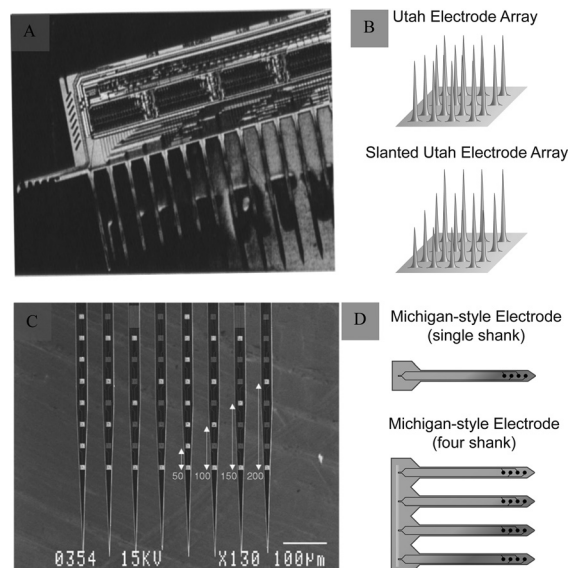 A
B
Utah Electrode Array
Slanted Utah Electrode Array
C
50
100
150
200
0354 15KV X130 100µm
D
Michigan-style Electrode
(single shank)
Michigan-style Electrode
(four shank)